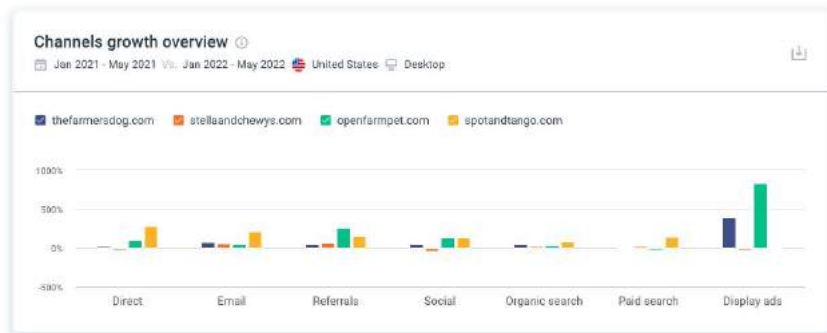 Channels growth overview
Jan 2021 - May 2021 Vs. Jan 2022 - May 2022 United States Desktop
thefarmersdog.com stellaandchewys.com openfarmpet.com spotandtango.com
1000%
500%
0%
-500%
Direct Email Referrals Social Organic search Paid search Display ads